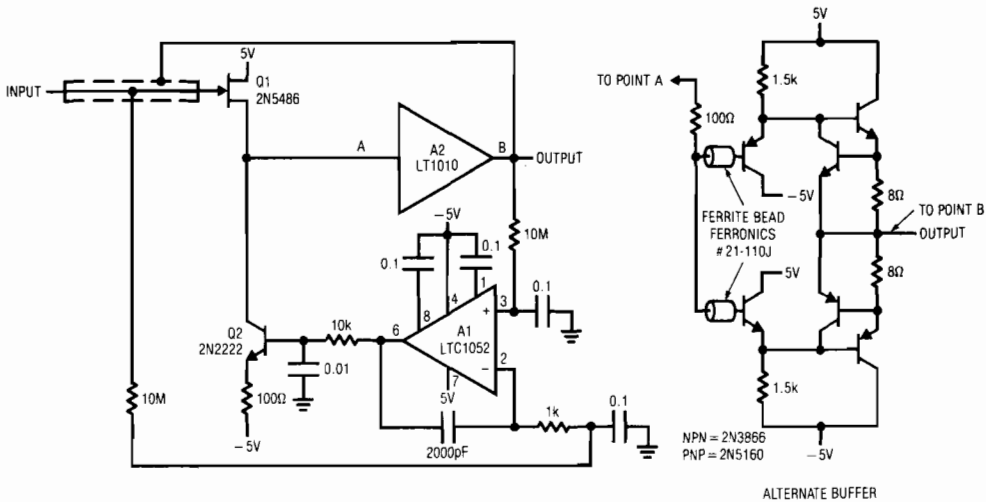 INPUT
5V
Q1
2N5486
A
A2
LT1010
B
OUTPUT
10M
-5V
0.1
0.1
0.1
8
4
1
3
+
6
A1
LTC1052
2
−
7
5V
10k
Q2
2N2222
0.01
100Ω
-5V
10M
2000pF
1k
0.1
5V
TO POINT A
1.5k
100Ω
-5V
FERRITE BEAD
FERRONICS
#21-110J
8Ω
TO POINT B
OUTPUT
8Ω
5V
1.5k
NPN = 2N3866
PNP = 2N5160
-5V
ALTERNATE BUFFER